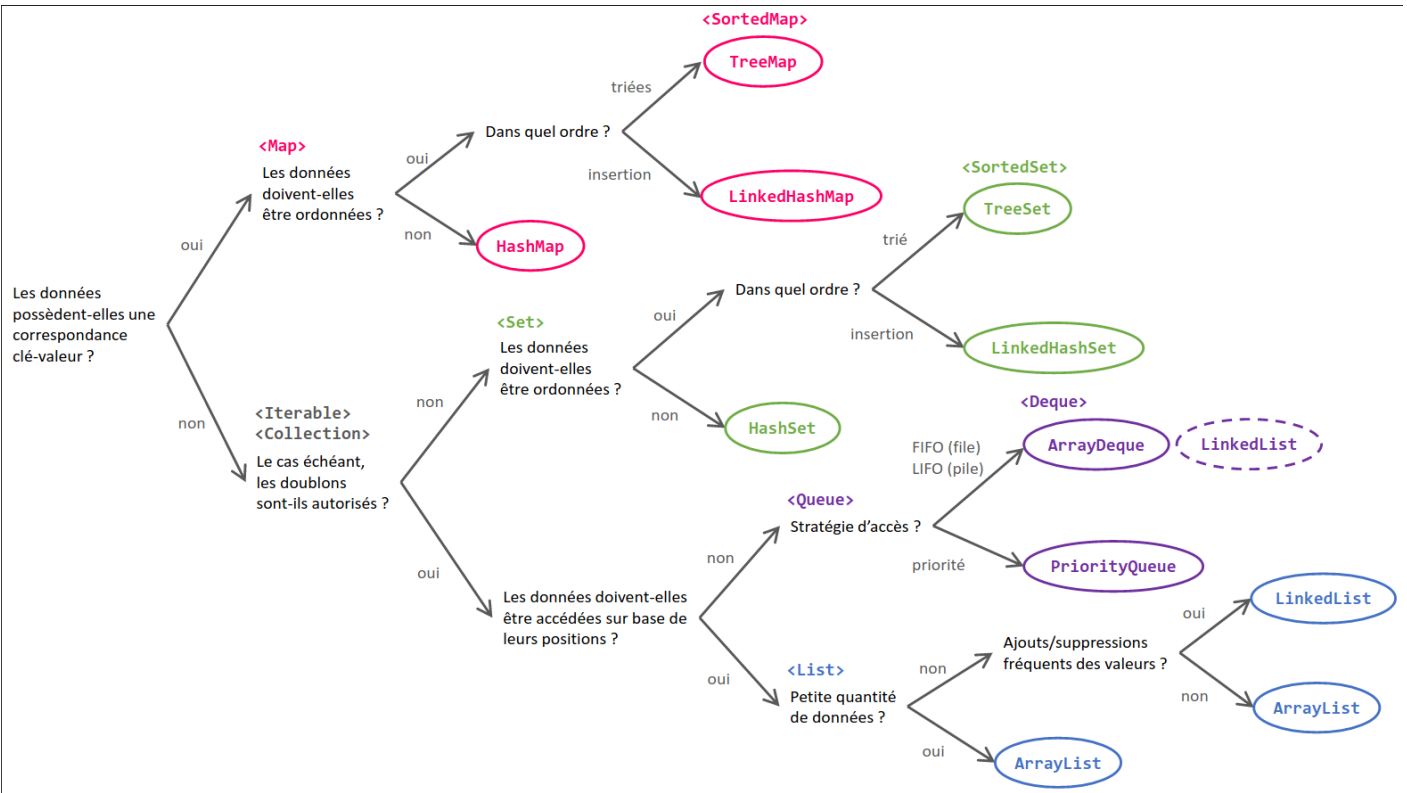 <SortedMap>
TreeMap
triées
Dans quel ordre ?
insertion
LinkedHashMap
<Map>
Les données
doivent-elles
être ordonnées ?
oui
non
HashMap
oui
Les données
possèdent-elles une
correspondance
clé-valeur ?
non
<SortedSet>
TreeSet
trié
Dans quel ordre ?
insertion
LinkedHashSet
<Set>
Les données
doivent-elles
être ordonnées ?
oui
non
HashSet
non
<Iterable>
<Collection>
Le cas échéant,
les doublons
sont-ils autorisés ?
oui
<Deque>
FIFO (file)
LIFO (pile)
ArrayDeque
LinkedList
<Queue>
Stratégie d’accès ?
priorité
PriorityQueue
non
Les données doivent-elles
être accédées sur base de
leurs positions ?
oui
<List>
Petite quantité
de données ?
non
Ajouts/suppressions
fréquents des valeurs ?
oui
LinkedList
non
ArrayList
oui
ArrayList